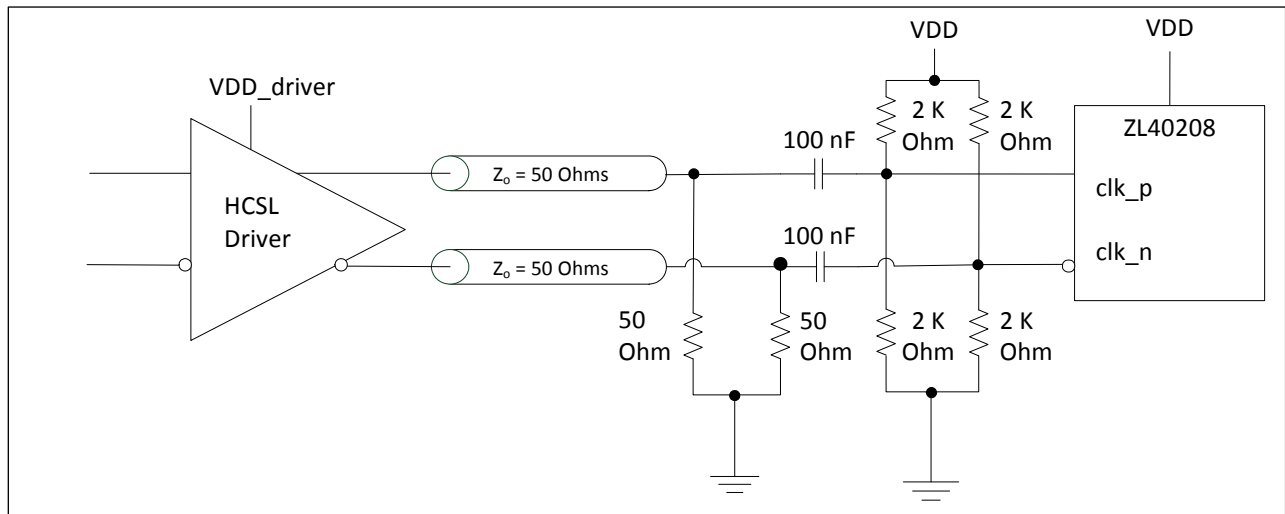 VDD
VDD
VDD_driver
2 K
Ohm
2 K
Ohm
ZL40208
100 nF
Zo = 50 Ohms
clk_p
HCSL
Driver
100 nF
clk_n
Zo = 50 Ohms
50
Ohm
50
Ohm
2 K
Ohm
2 K
Ohm